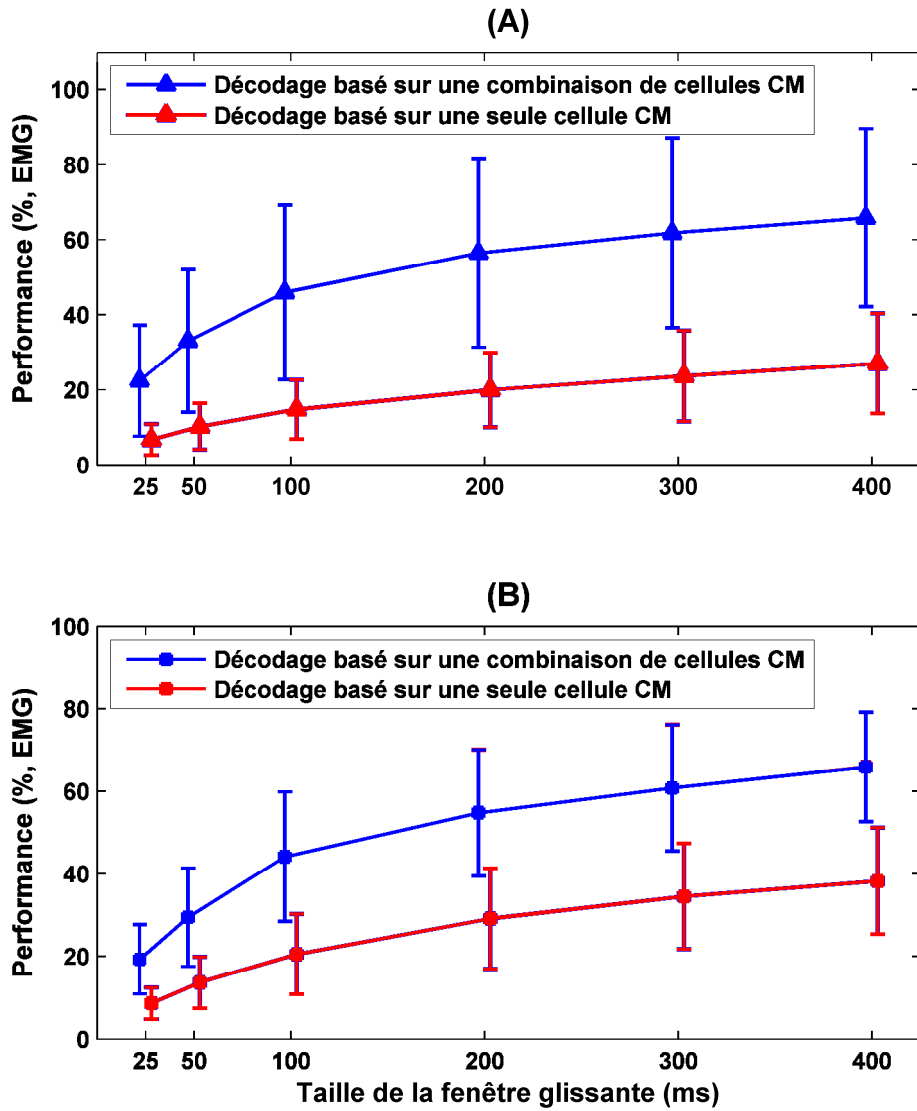 (A)
Performance (%, EMG)
100
80
60
40
20
0
Décodage basé sur une combinaison de cellules CM
Décodage basé sur une seule cellule CM
25 50 100 200 300 400
(B)
Performance (%, EMG)
100
80
60
40
20
0
Décodage basé sur une combinaison de cellules CM
Décodage basé sur une seule cellule CM
25 50 100 200 300 400
Taille de la fenêtre glissante (ms)